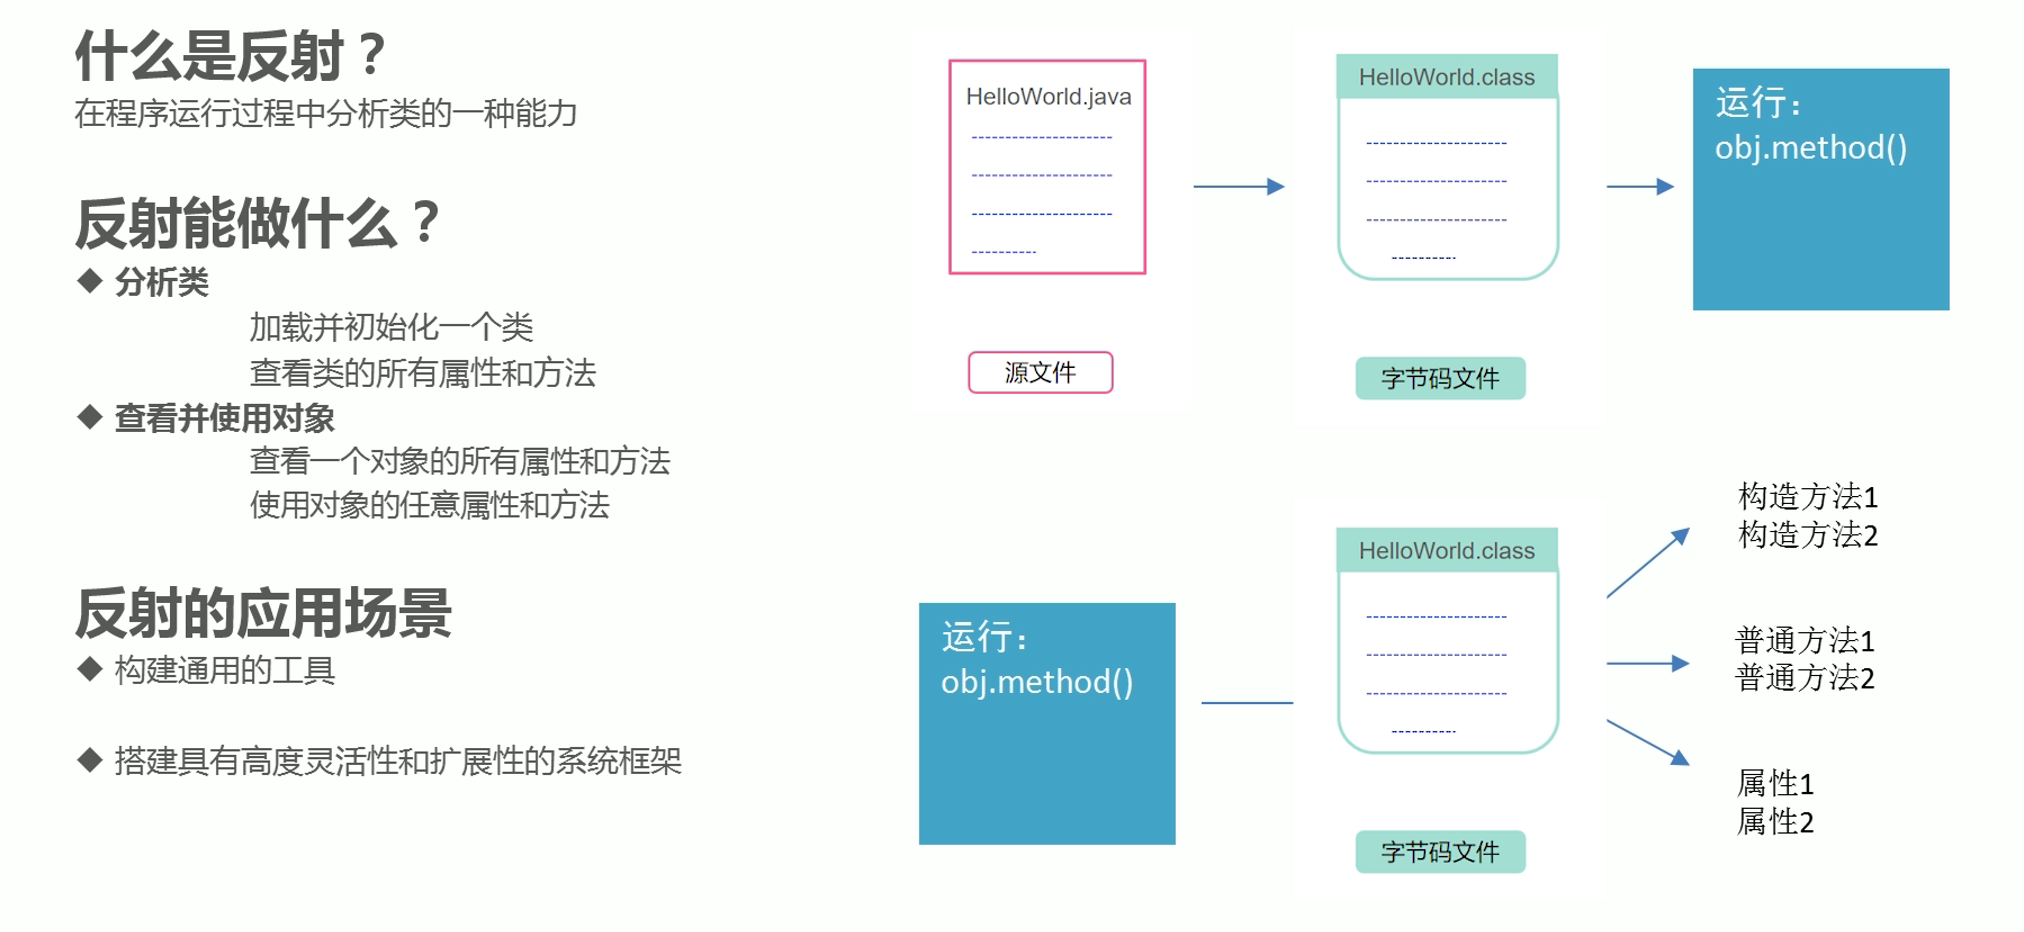 什么是反射？
在程序运行过程中分析类的一种能力
反射能做什么？
◆ 分析类
加载并初始化一个类
查看类的所有属性和方法
◆ 查看并使用对象
查看一个对象的所有属性和方法
使用对象的任意属性和方法
反射的应用场景
◆ 构建通用的工具
◆ 搭建具有高度灵活性和扩展性的系统框架
HelloWorld.java
源文件
HelloWorld.class
字节码文件
运行：
obj.method()
运行：
obj.method()
HelloWorld.class
字节码文件
构造方法1
构造方法2
普通方法1
普通方法2
属性1
属性2